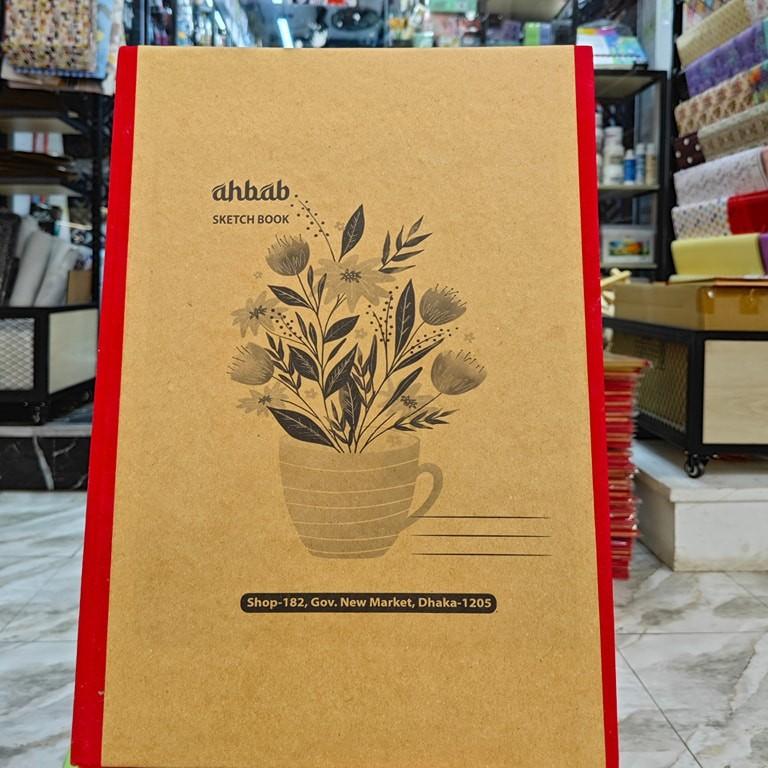 ahbab
SKETCH BOOK
Shop-182, Gov. New Market, Dhaka-1205